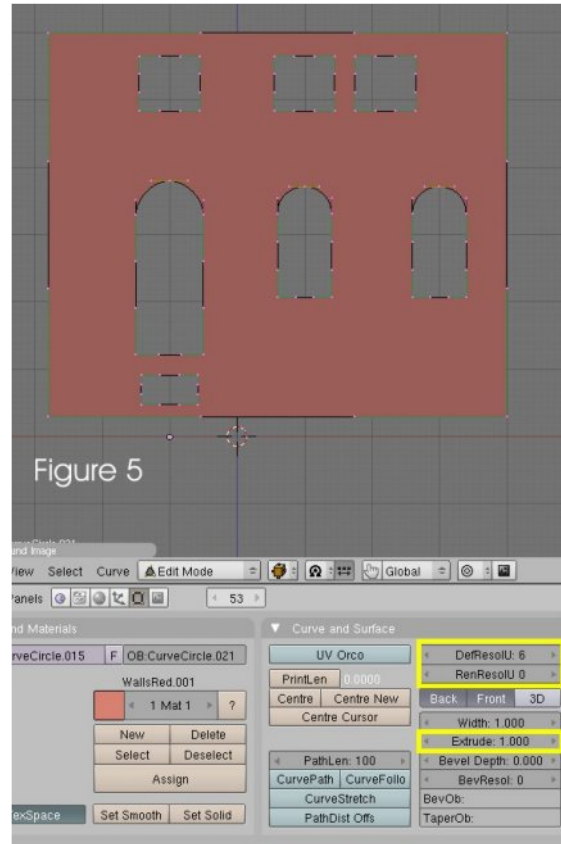 Figure 5
und Image
View Select Curve Edit Mode Global
Panels 53
nd Materials
Curve and Surface
rveCircle.015 F OB:CurveCircle.021
WallsRed.001
1 Mat 1 ?
New Delete
Select Deselect
Assign
exSpace Set Smooth Set Solid
UV Orco
PrintLen 0.0000
Centre Centre New
Centre Cursor
PathLen: 100
CurvePath CurveFollo
CurveStretch
PathDist Offs
DefResolU: 6
RenResolU 0
Back Front 3D
Width: 1.000
Extrude: 1.000
Bevel Depth: 0.000
BevResol: 0
BevOb:
TaperOb: